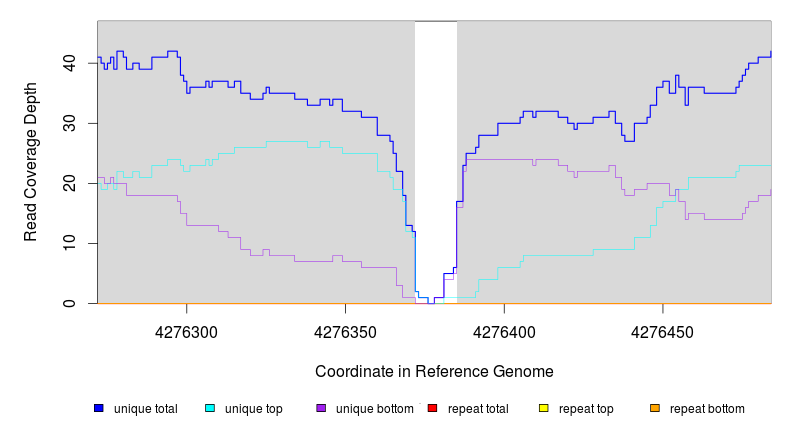 40
30
20
10
0
Read Coverage Depth
4276300 4276350 4276400 4276450
Coordinate in Reference Genome
unique total unique top unique bottom repeat total repeat top repeat bottom